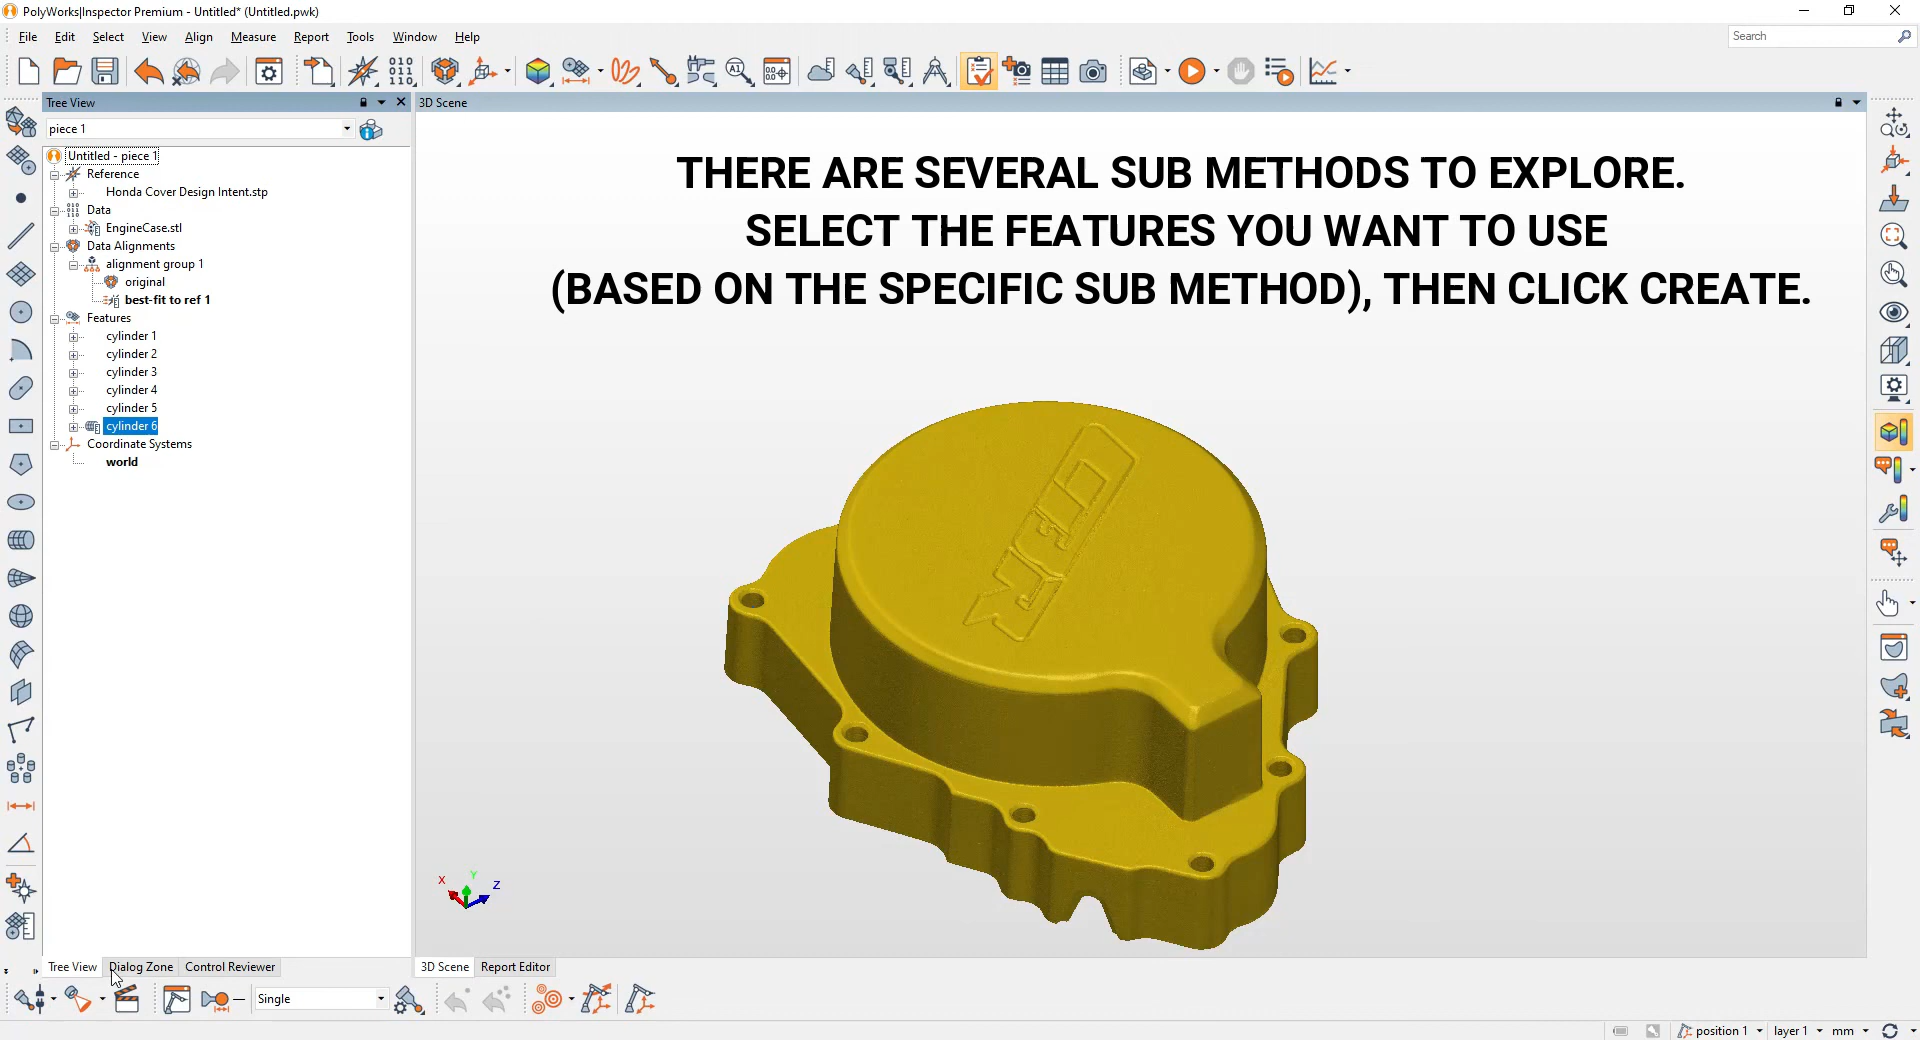 PolyWorks|Inspector Premium - Untitled* (Untitled.pwk)
File Edit Select View Align Measure Report Tools Window Help
Search
Tree View
3D Scene
piece 1
Untitled - piece 1
Reference
Honda Cover Design Intent.stp
Data
EngineCase.stl
Data Alignments
alignment group 1
original
best-fit to ref 1
Features
cylinder 1
cylinder 2
cylinder 3
cylinder 4
cylinder 5
cylinder 6
Coordinate Systems
world
THERE ARE SEVERAL SUB METHODS TO EXPLORE.
SELECT THE FEATURES YOU WANT TO USE
(BASED ON THE SPECIFIC SUB METHOD), THEN CLICK CREATE.
X Y Z
Tree View Dialog Zone Control Reviewer
3D Scene Report Editor
Single
position 1 layer 1 mm